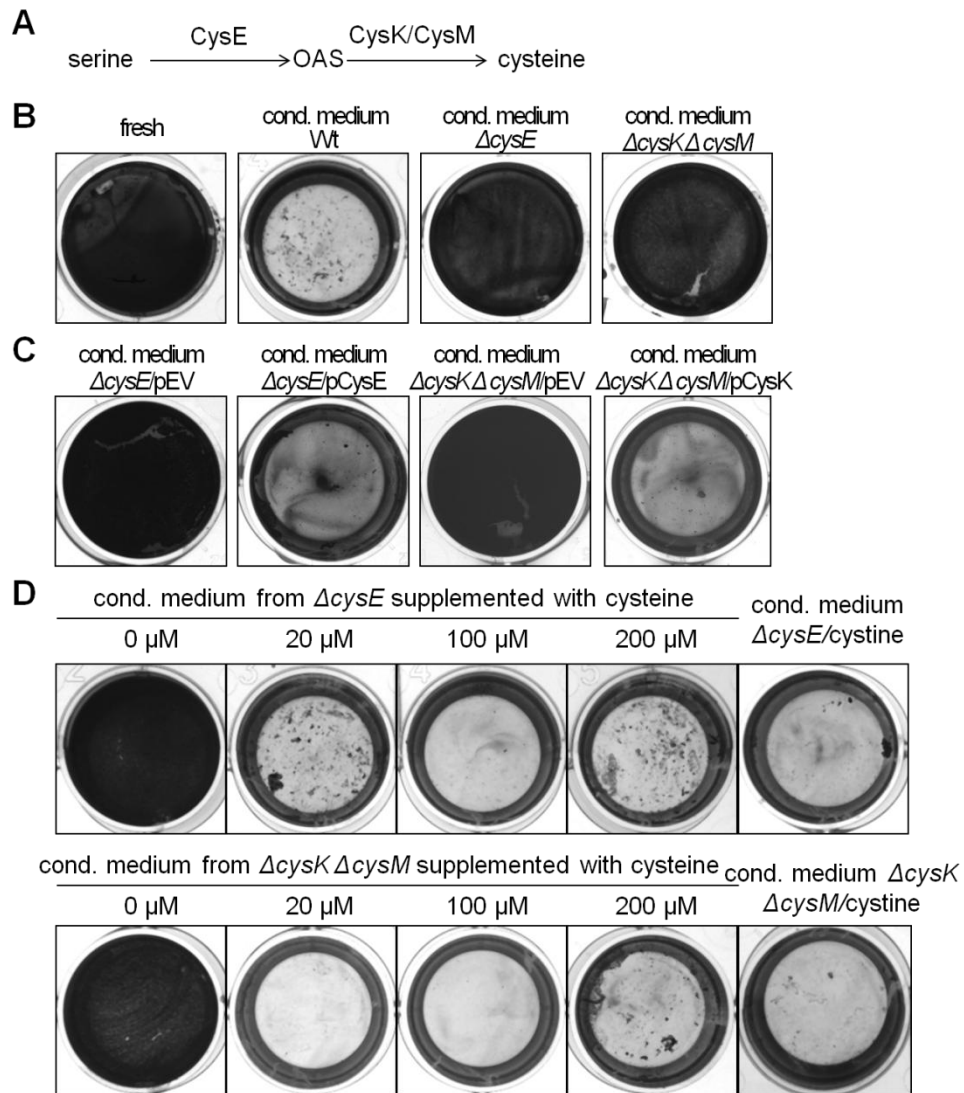 A
CysE CysK/CysM
serine OAS cysteine
B
fresh
cond. medium
Wt
cond. medium
ΔcysE
cond. medium
ΔcysKΔcysM
C
cond. medium
ΔcysE/pEV
cond. medium
ΔcysE/pCysE
cond. medium
ΔcysKΔcysM/pEV
cond. medium
ΔcysKΔcysM/pCysK
D
cond. medium from ΔcysE supplemented with cysteine
0 µM 20 µM 100 µM 200 µM
cond. medium
ΔcysE/cystine
cond. medium from ΔcysKΔcysM supplemented with cysteine
0 µM 20 µM 100 µM 200 µM
cond. medium ΔcysK
ΔcysM/cystine